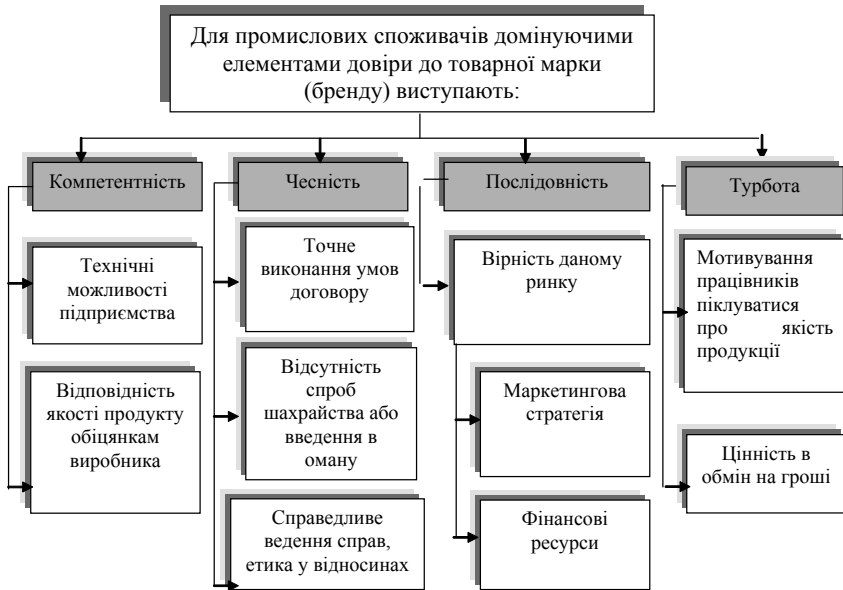 Для промислових споживачів домінуючими
елементами довіри до товарної марки
(бренду) виступають:
Компетентність
Чесність
Послідовність
Турбота
Технічні
можливості
підприємства
Відповідність
якості продукту
обіцянкам
виробника
Точне
виконання умов
договору
Відсутність
спроб
шахрайства або
введення в
оману
Справедливе
ведення справ,
етика у відносинах
Вірність даному
ринку
Маркетингова
стратегія
Фінансові
ресурси
Мотивування
працівників
піклуватися
про якість
продукції
Цінність в
обмін на гроші